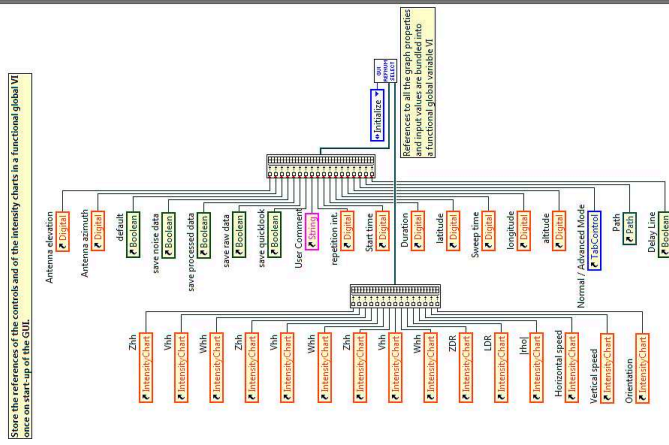 Store the references of the controls and of the intensity charts in a functional global VI
once on start-up of the GUI.
Antenna elevation
Digital
Antenna azimuth
Digital
default
Boolean
save noise data
Boolean
save processed data
Boolean
save raw data
Boolean
save quicklook
Boolean
User Comment
String
repetition int.
Digital
Start time
Digital
Duration
Digital
latitude
Digital
Sweep time
Digital
longitude
Digital
altitude
Digital
Normal / Advanced Mode
TabControl
Path
Path
Delay Line
Boolean
Initialize
GUI
REFNUM
SELECT
References to all the graph properties
and input values are bundled into
a functional global variable VI
Zhh
IntensityChart
Vhh
IntensityChart
Whh
IntensityChart
Zhh
IntensityChart
Vhh
IntensityChart
Whh
IntensityChart
Zhh
IntensityChart
Vhh
IntensityChart
Whh
IntensityChart
ZDR
IntensityChart
LDR
IntensityChart
|rho|
IntensityChart
Horizontal speed
IntensityChart
Vertical speed
IntensityChart
Orientation
IntensityChart